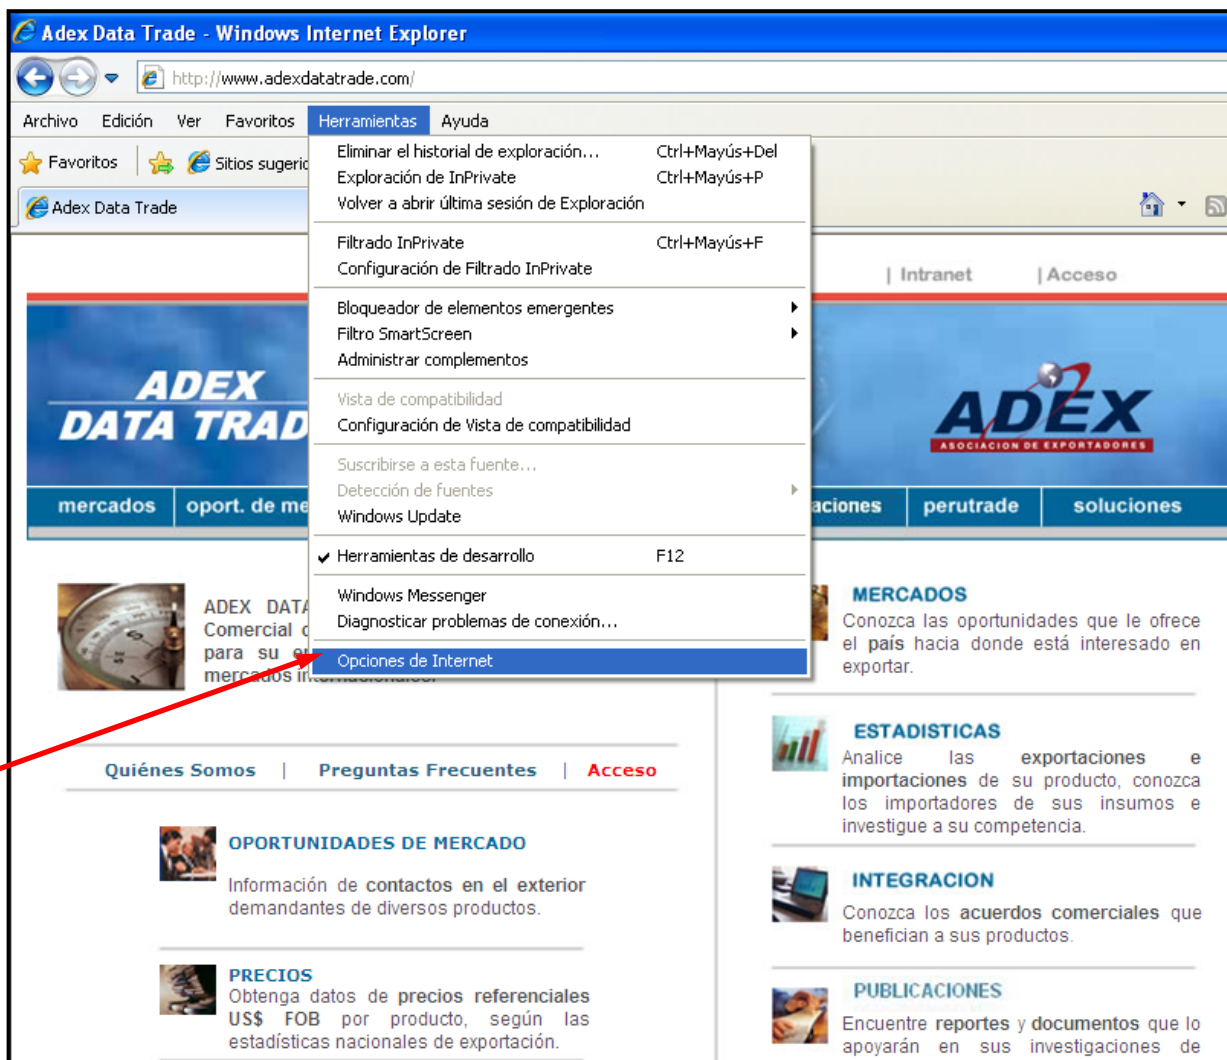 Adex Data Trade - Windows Internet Explorer
http://www.adexdatatrade.com/
Archivo Edición Ver Favoritos Herramientas Ayuda
Favoritos Sitios
Adex Data Trade
Eliminar el historial de exploración... Ctrl+Mayús+Del
Exploración de InPrivate Ctrl+Mayús+P
Volver a abrir última sesión de Exploración
Filtrado InPrivate Ctrl+Mayús+F
Configuración de Filtrado InPrivate
Bloqueador de elementos emergentes
Filtro SmartScreen
Administrar complementos
Vista de compatibilidad
Configuración de Vista de compatibilidad
Suscribirse a esta fuente...
Detección de fuentes
Windows Update
Herramientas de desarrollo F12
Windows Messenger
Diagnosticar problemas de conexión...
Opciones de Internet
| Intranet | Acceso
ADEX
DATA TRAD
ADEX
ASOCIACION DE EXPORTADORES
mercados oport. de me
aciones perutrade soluciones
ADEX DATA
Comercial
para su
mercados
Quiénes Somos | Preguntas Frecuentes | Acceso
OPORTUNIDADES DE MERCADO
Información de contactos en el exterior
demandantes de diversos productos.
PRECIOS
Obtenga datos de precios referenciales
US$ FOB por producto, según las
estadísticas nacionales de exportación.
MERCADOS
Conozca las oportunidades que le ofrece
el país hacia donde está interesado en
exportar.
ESTADISTICAS
Analice las exportaciones e
importaciones de su producto, conozca
los importadores de sus insumos e
investigue a su competencia.
INTEGRACION
Conozca los acuerdos comerciales que
benefician a sus productos.
PUBLICACIONES
Encuentre reportes y documentos que lo
apoyarán en sus investigaciones de